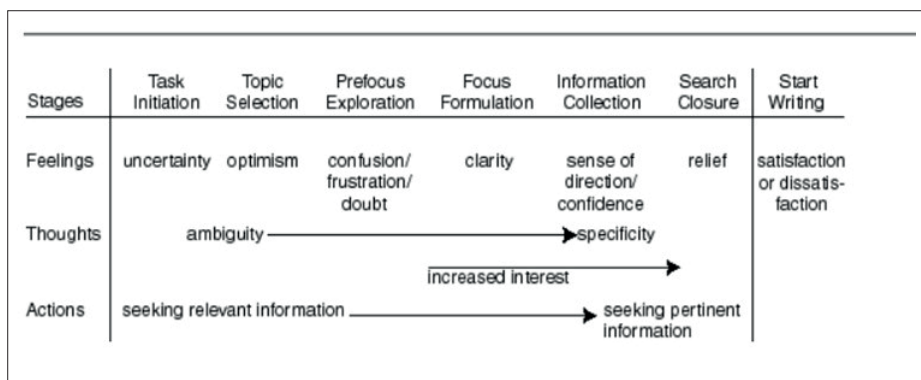 Stages
Task
Initiation
Topic
Selection
Prefocus
Exploration
Focus
Formulation
Information
Collection
Search
Closure
Start
Writing
Feelings
uncertainty
optimism
confusion/
frustration/
doubt
clarity
sense of
direction/
confidence
relief
satisfaction
or dissatis-
faction
Thoughts
ambiguity
specificity
increased interest
Actions
seeking relevant information
seeking pertinent
information